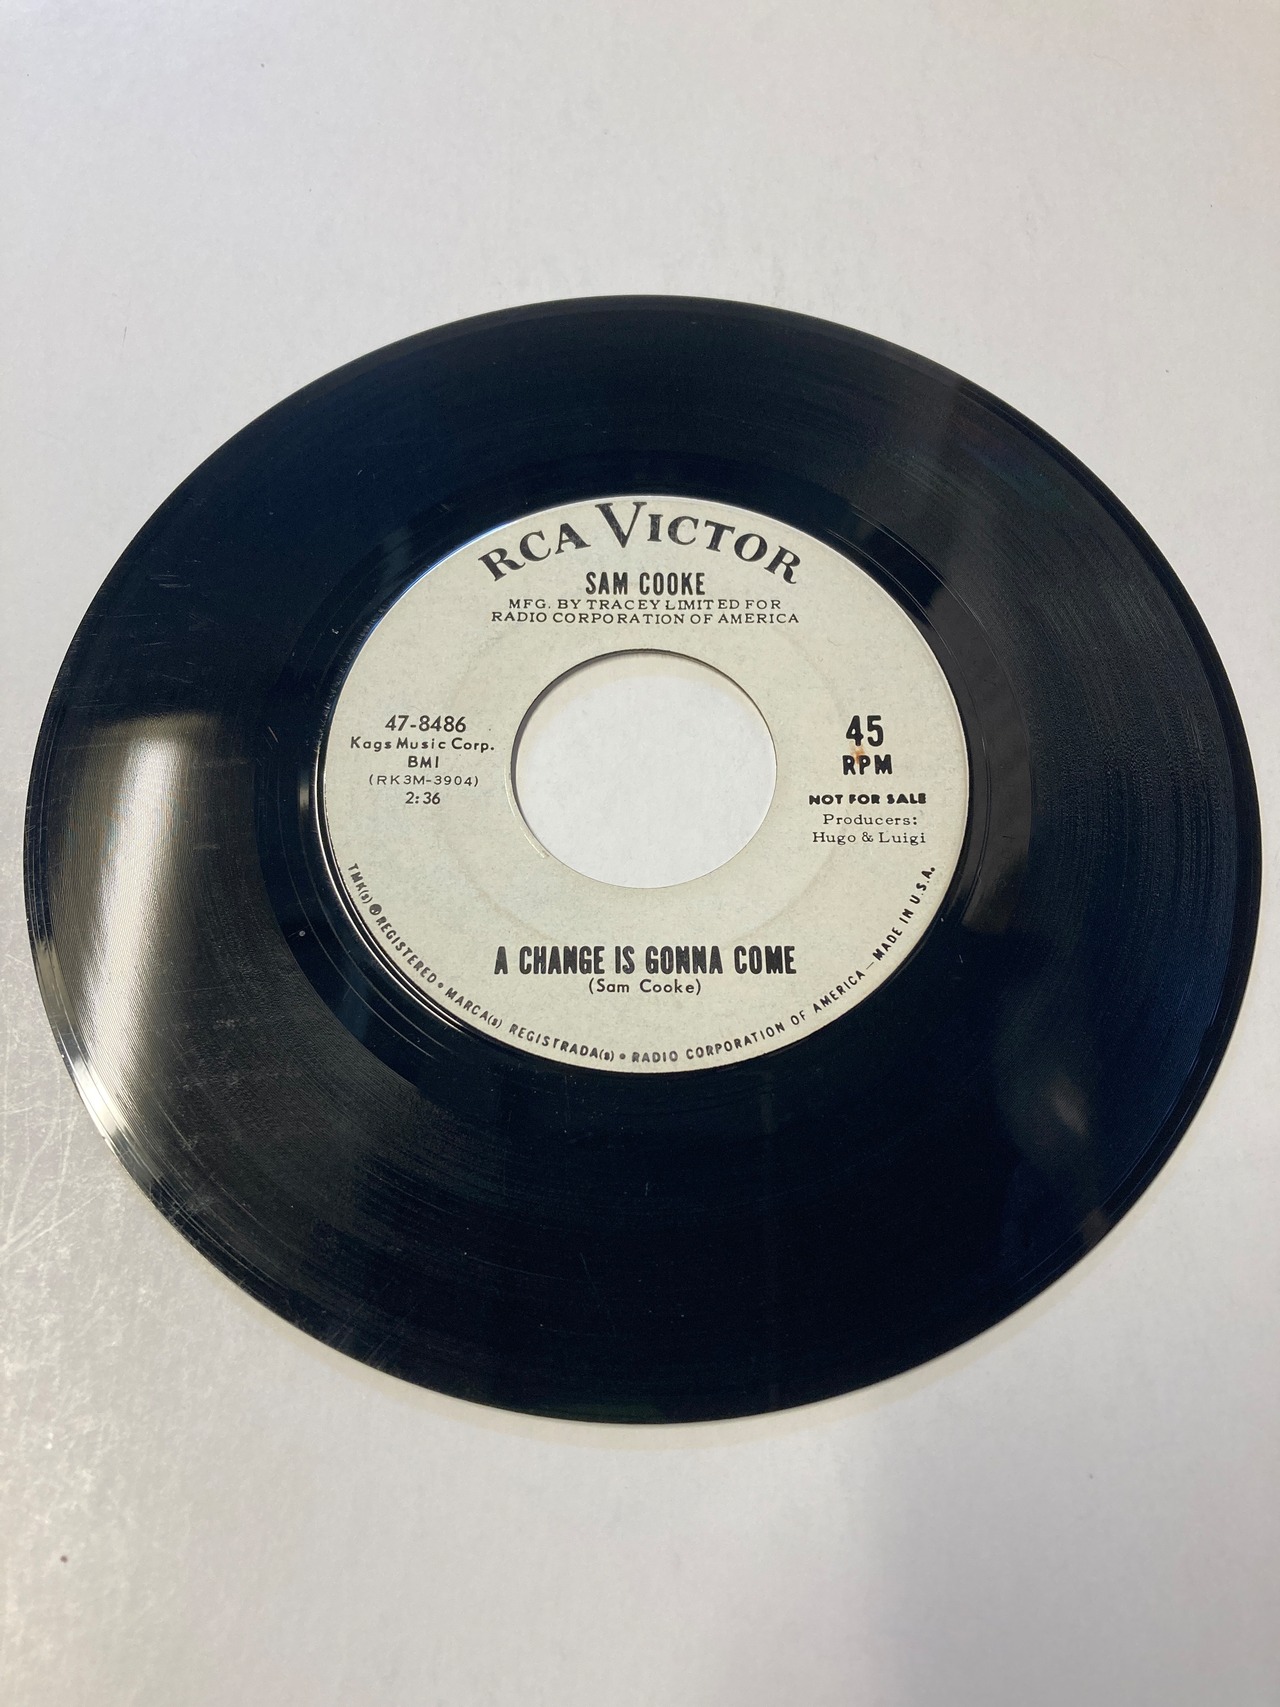 RCA VICTOR
SAM COOKE
MFG. BY TRACEY LIMITED FOR
RADIO CORPORATION OF AMERICA
47-8486
Kags Music Corp.
BMI
(RK3M-3904)
2:36
45
RPM
NOT FOR SALE
Producers:
Hugo & Luigi
A CHANGE IS GONNA COME
(Sam Cooke)
TMK(s) ® REGISTERED • MARCA(s) REGISTRADA(s) • RADIO CORPORATION OF AMERICA — MADE IN U.S.A.